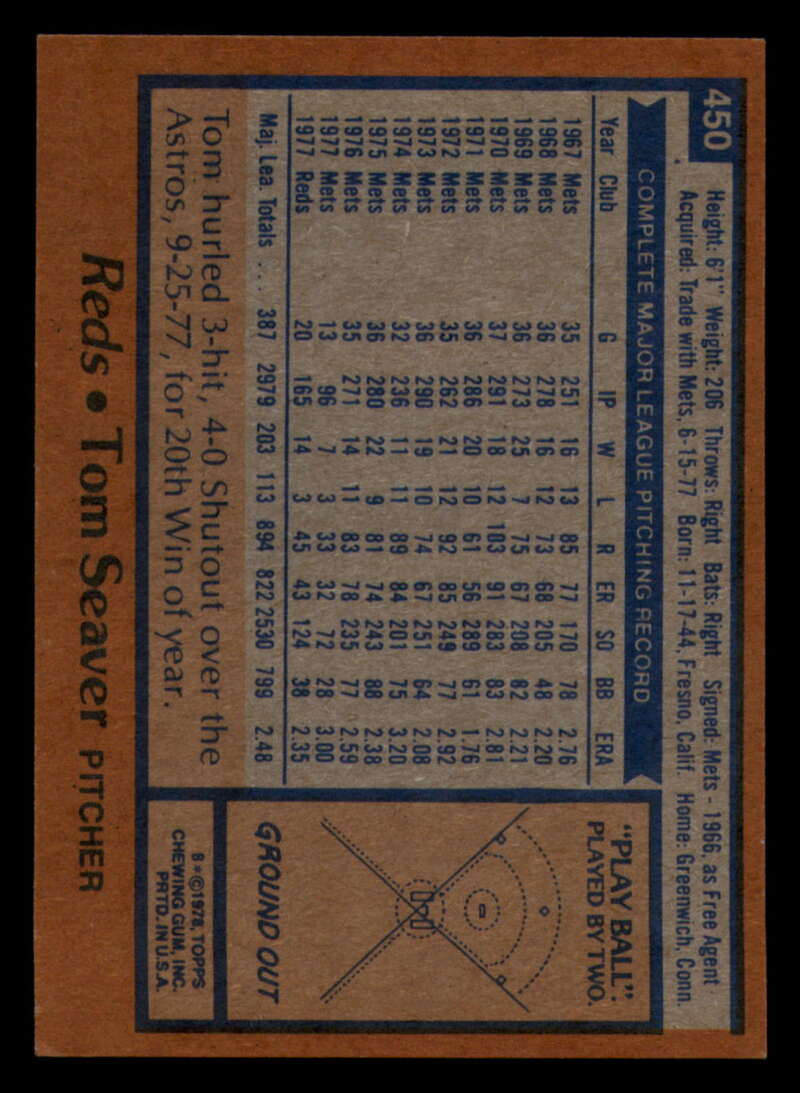 450
Height: 6'1" Weight: 206 Throws: Right Bats: Right Signed: Mets - 1966, as Free Agent
Acquired: Trade with Mets, 6-15-77 Born: 11-17-44, Fresno, Calif. Home: Greenwich, Conn.
COMPLETE MAJOR LEAGUE PITCHING RECORD
Year Club G IP W L R ER SO BB ERA
1967 Mets 35 251 16 13 85 77 170 78 2.76
1968 Mets 36 278 16 12 73 68 205 48 2.20
1969 Mets 36 273 25 7 75 67 208 82 2.21
1970 Mets 37 291 18 12 103 91 283 83 2.81
1971 Mets 36 286 20 10 61 56 289 61 1.76
1972 Mets 35 262 21 12 92 85 249 77 2.92
1973 Mets 36 290 19 10 74 67 251 64 2.08
1974 Mets 32 236 11 11 89 84 201 75 3.20
1975 Mets 36 280 22 9 81 74 243 88 2.38
1976 Mets 35 271 14 11 83 78 235 77 2.59
1977 Mets 13 96 7 3 33 32 72 28 3.00
1977 Reds 20 165 14 3 45 43 124 38 2.35
Maj. Lea. Totals ... 387 2979 203 113 894 822 2530 799 2.48
Tom hurled 3-hit, 4-0 Shutout over the
Astros, 9-25-77, for 20th Win of year.
"PLAY BALL":
PLAYED BY TWO.
GROUND OUT
B*©1978, TOPPS
CHEWING GUM, INC.
PRTD. IN U.S.A.
Reds • Tom Seaver PITCHER